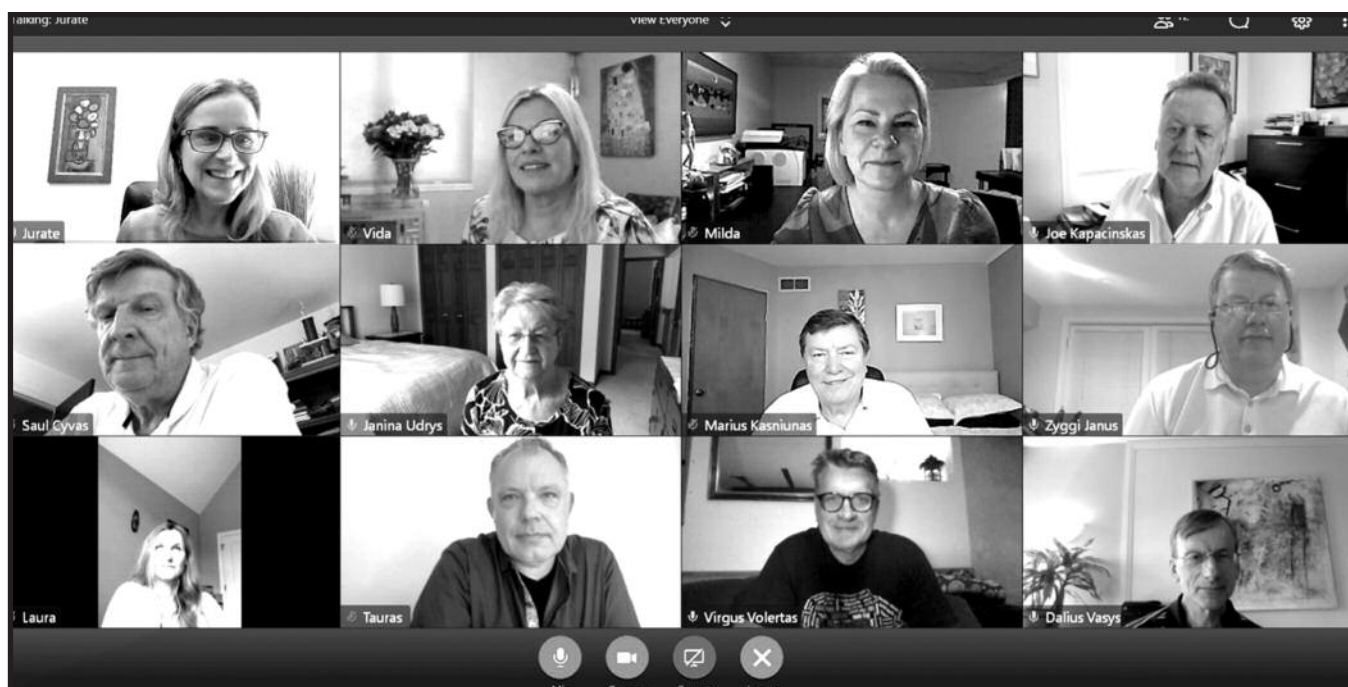 Talking: Jurate
View Everyone
Jurate
Vida
Milda
Joe Kapacinskas
Saul Cyvas
Janina Udrys
Marius Kasniunas
Zyggi Janus
Laura
Tauras
Virgus Volertas
Dalius Vasys